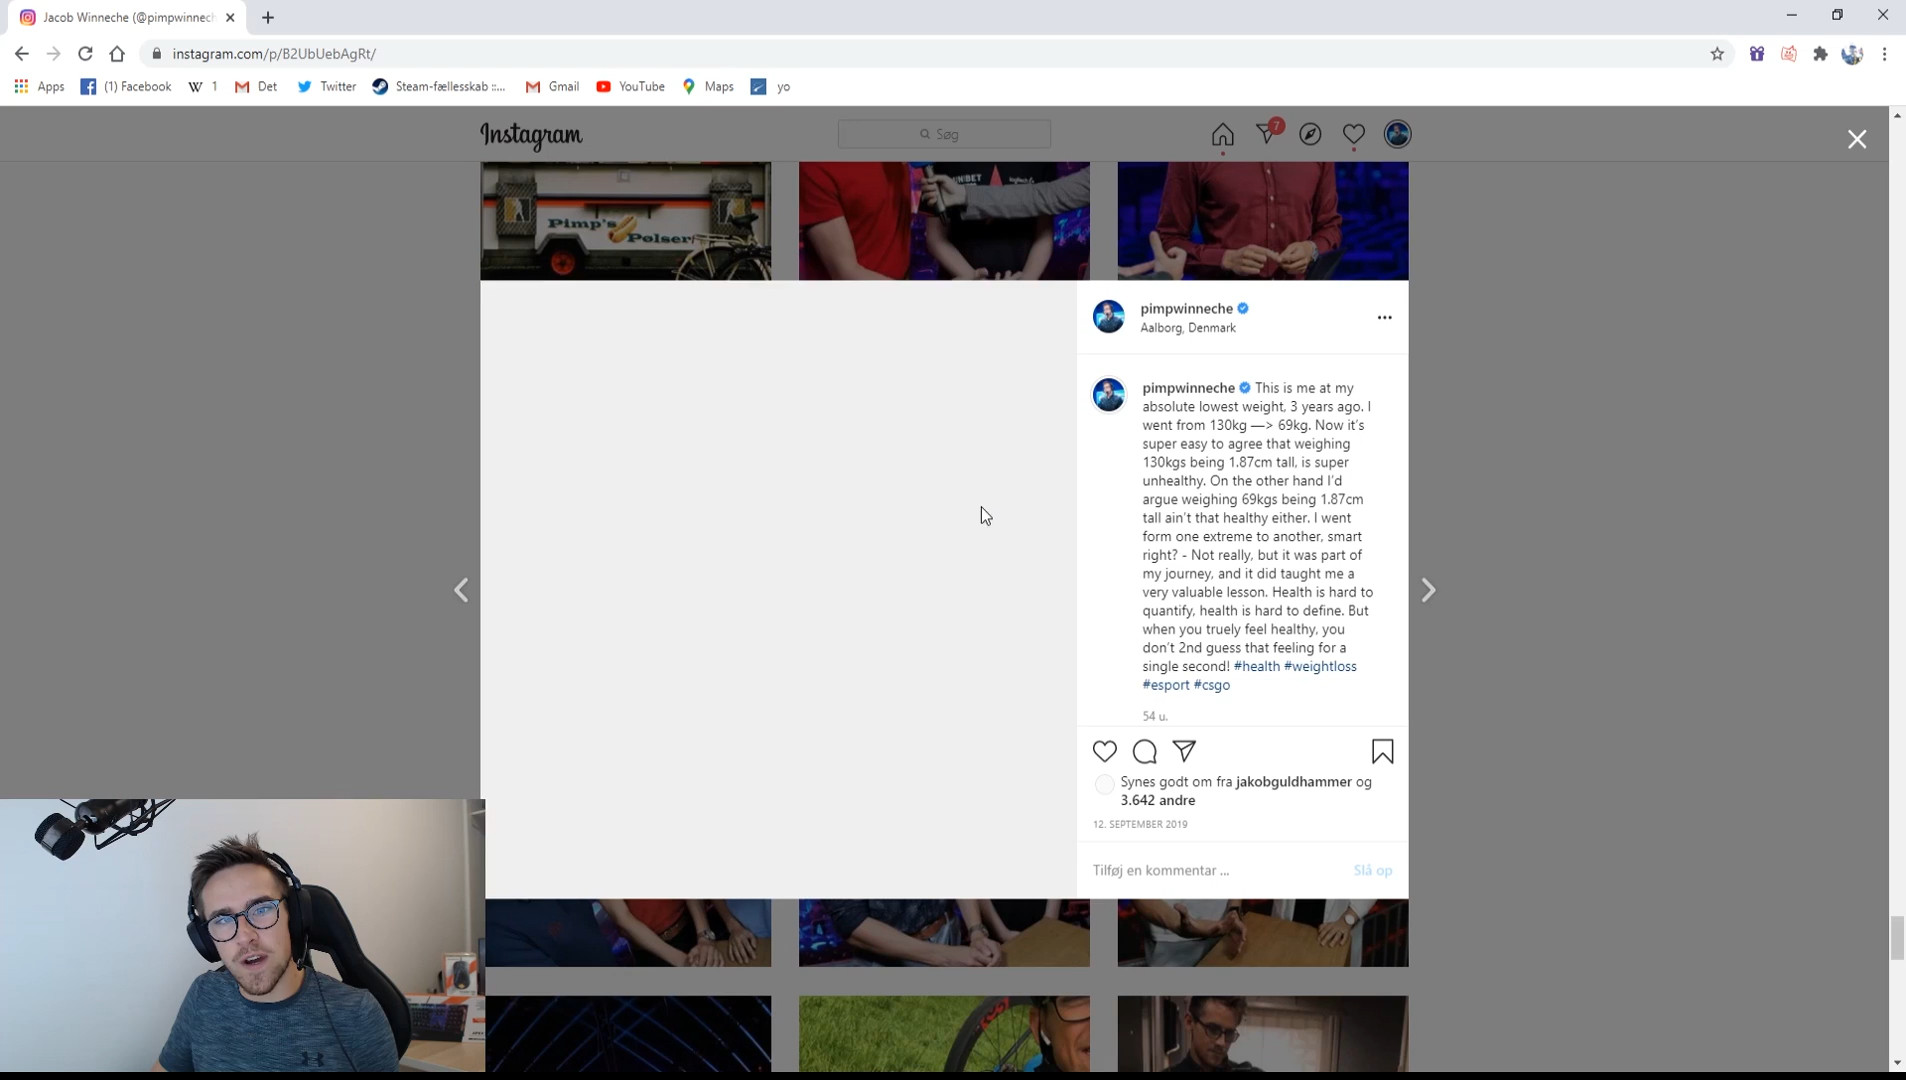 Jacob Winneche (@pimpwinnech
instagram.com/p/B2UbUebAgRt/
Apps
(1) Facebook
W 1
Det
Twitter
Steam-fællesskab ::...
Gmail
YouTube
Maps
yo
Instagram
Søg
7
Pimp's Pølser
UNIBET
pimpwinneche
Aalborg, Denmark
pimpwinneche This is me at my
absolute lowest weight, 3 years ago. I
went from 130kg —> 69kg. Now it's
super easy to agree that weighing
130kgs being 1.87cm tall, is super
unhealthy. On the other hand I'd
argue weighing 69kgs being 1.87cm
tall ain't that healthy either. I went
form one extreme to another, smart
right? - Not really, but it was part of
my journey, and it did taught me a
very valuable lesson. Health is hard to
quantify, health is hard to define. But
when you truely feel healthy, you
don't 2nd guess that feeling for a
single second! #health #weightloss
#esport #csgo
54 u.
Synes godt om fra jakobguldhammer og
3.642 andre
12. SEPTEMBER 2019
Tilføj en kommentar ...
Slå op